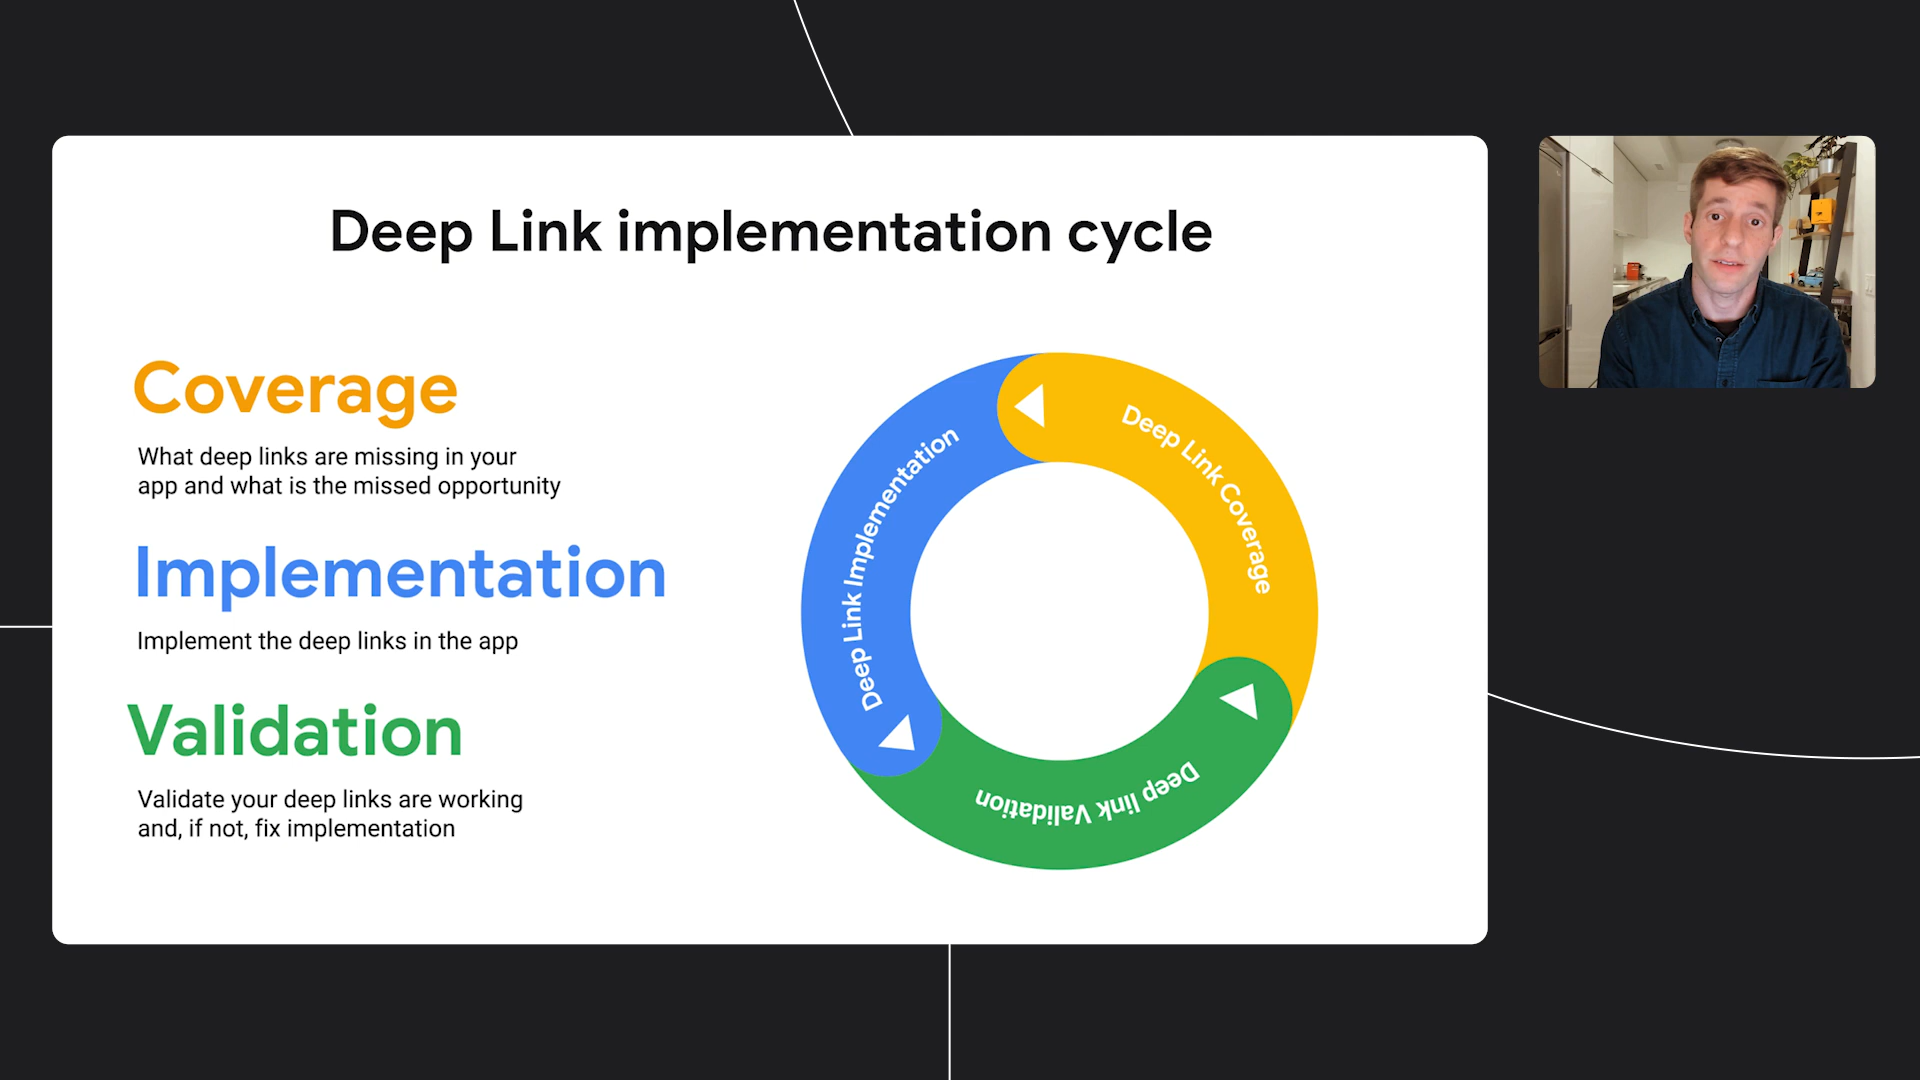 Deep Link implementation cycle
Coverage
What deep links are missing in your
app and what is the missed opportunity
Implementation
Implement the deep links in the app
Validation
Validate your deep links are working
and, if not, fix implementation
Deep Link Coverage
Deep Link Implementation
Deep link Validation